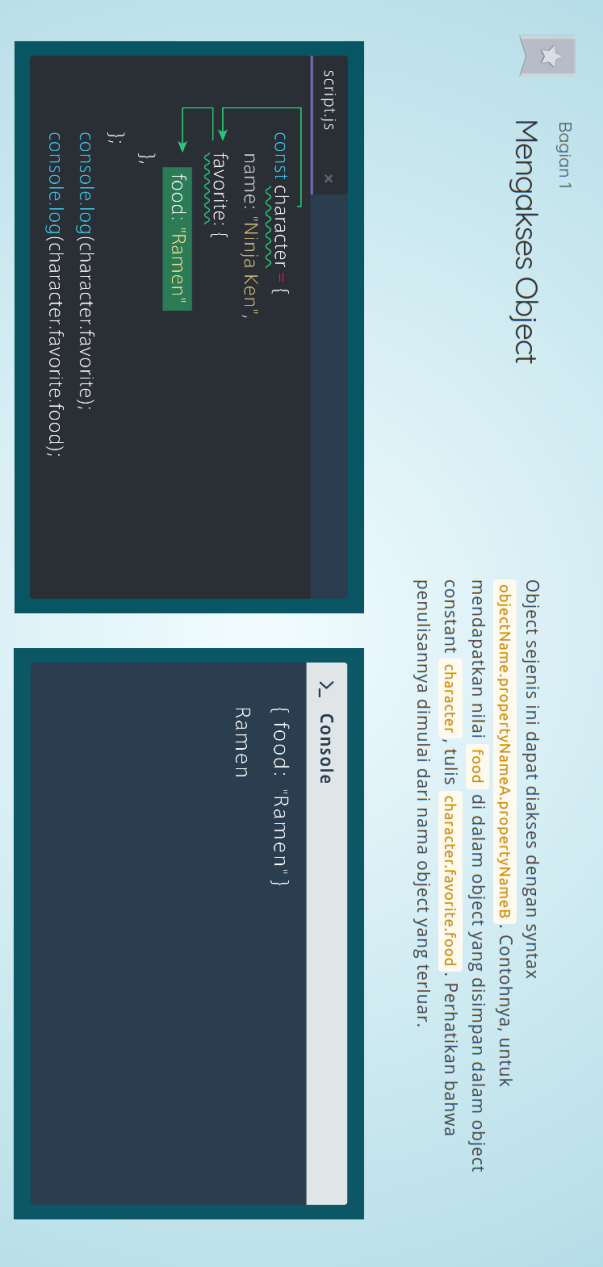 Bagian 1
Mengakses Object
Object sejenis ini dapat diakses dengan syntax
objectName.propertyNameA.propertyNameB. Contohnya, untuk
mendapatkan nilai food di dalam object yang disimpan dalam object
constant character, tulis character.favorite.food. Perhatikan bahwa
penulisannya dimulai dari nama object yang terluar.
script.js ×
const character = {
name: "Ninja Ken",
favorite: {
food: "Ramen"
},
};
console.log(character.favorite);
console.log(character.favorite.food);
>_ Console
{ food: "Ramen" }
Ramen